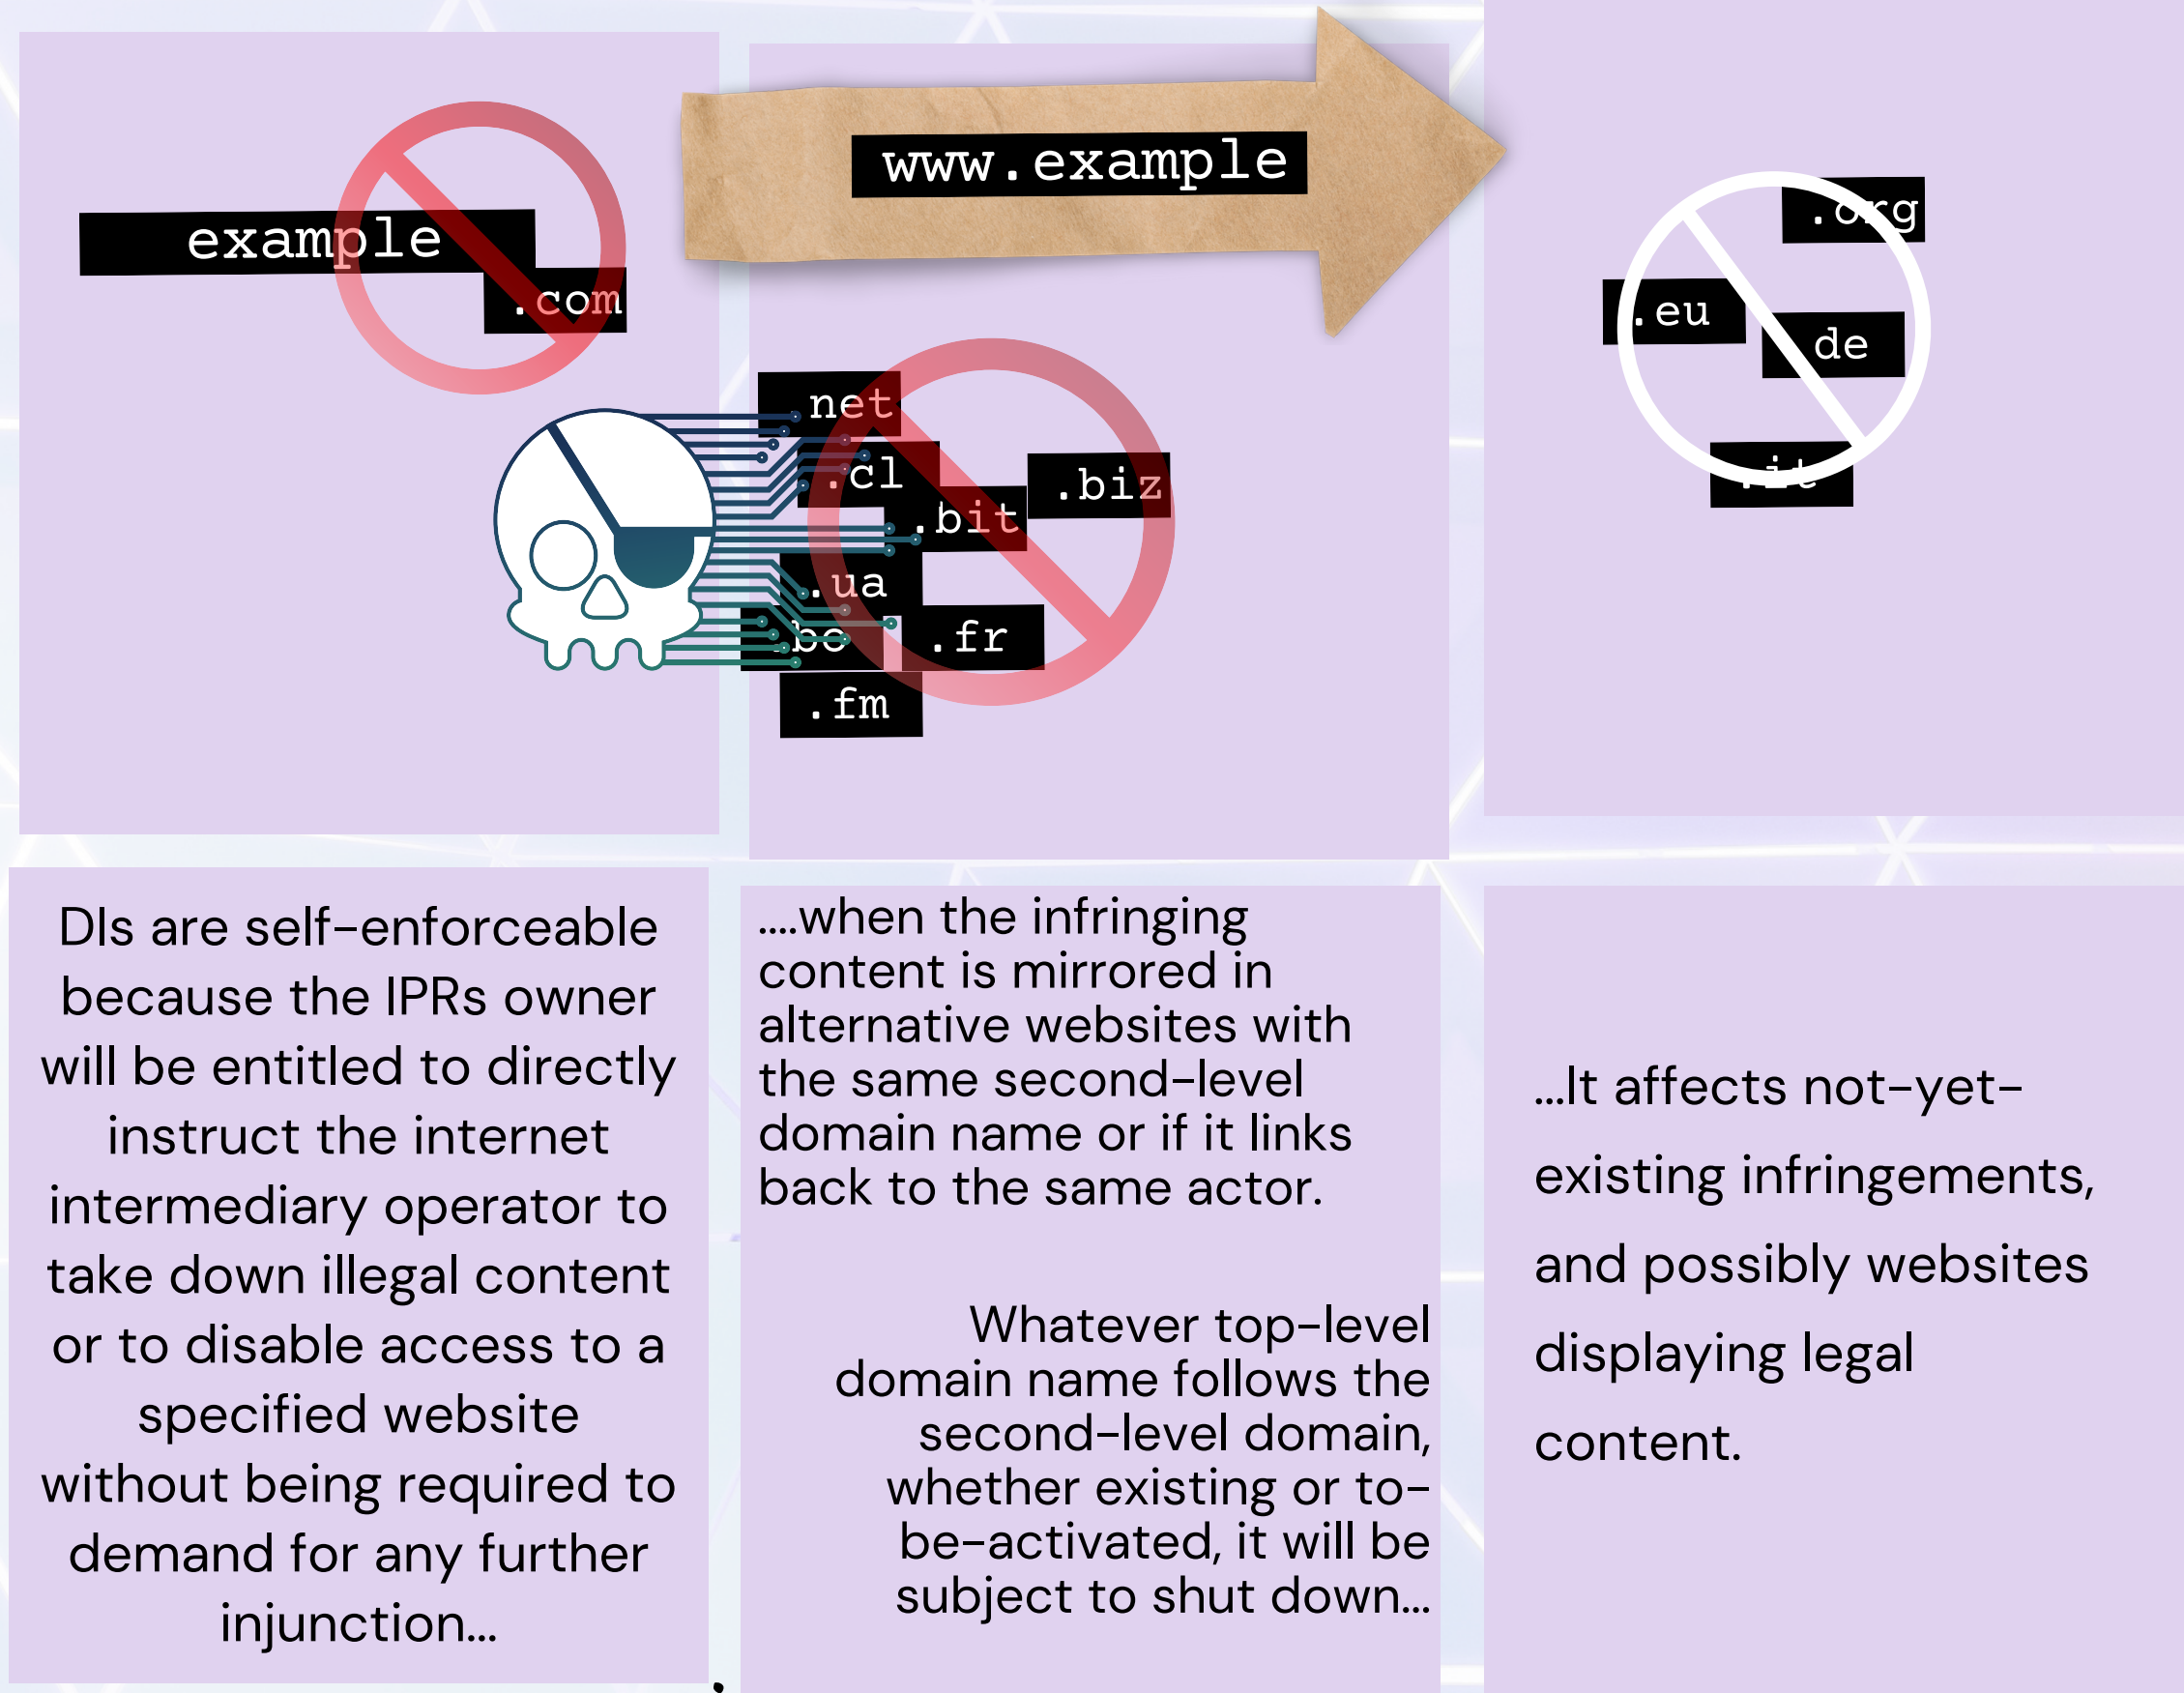 example
.com
www.example
.net
.cl
.bit
.biz
.ua
.bo
.fr
.fm
.org
.eu
de
.it
DIs are self-enforceable
because the IPRs owner
will be entitled to directly
instruct the internet
intermediary operator to
take down illegal content
or to disable access to a
specified website
without being required to
demand for any further
injunction...
....when the infringing
content is mirrored in
alternative websites with
the same second-level
domain name or if it links
back to the same actor.
Whatever top-level
domain name follows the
second-level domain,
whether existing or to-
be-activated, it will be
subject to shut down...
...It affects not-yet-
existing infringements,
and possibly websites
displaying legal
content.